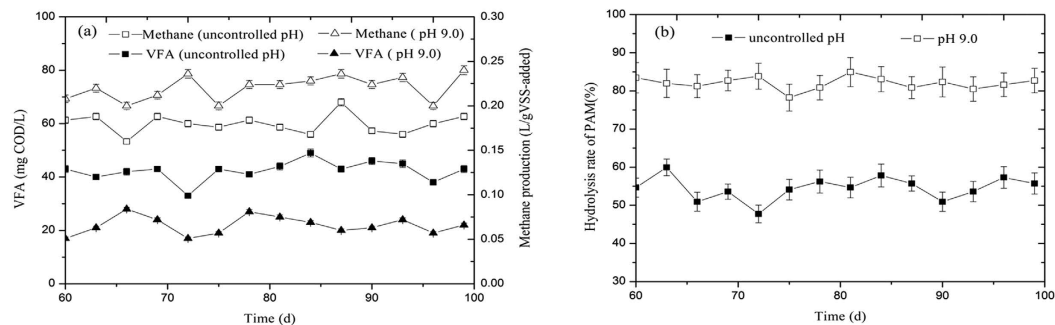 (a)
Methane (uncontrolled pH)
Methane ( pH 9.0)
VFA (uncontrolled pH)
VFA ( pH 9.0)
VFA (mg COD/L)
100
80
60
40
20
0
Methane production (L/gVSS-added)
0.30
0.25
0.20
0.15
0.10
0.05
0.00
60 70 80 90 100
Time (d)
(b)
uncontrolled pH
pH 9.0
Hydrolysis rate of PAM(%)
100
90
80
70
60
50
40
30
60 70 80 90 100
Time (d)